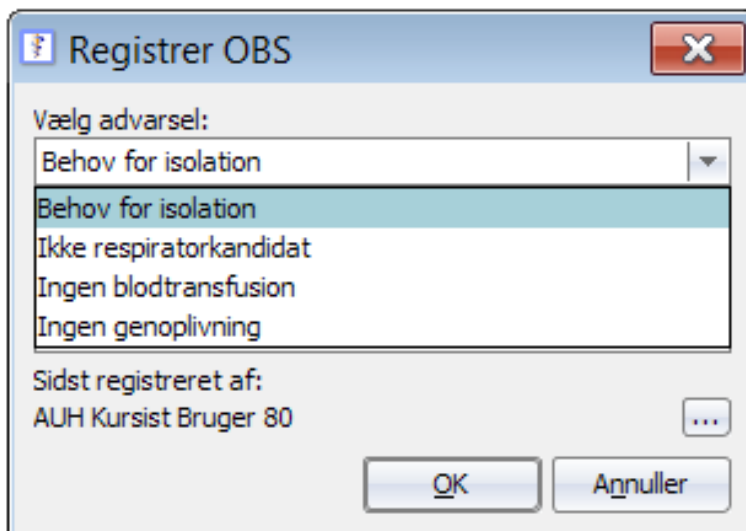 Registrer OBS
Vælg advarsel:
Behov for isolation
Behov for isolation
Ikke respiratorkandidat
Ingen blodtransfusion
Ingen genoplivning
Sidst registreret af:
AUH Kursist Bruger 80
...
OK
Annuller